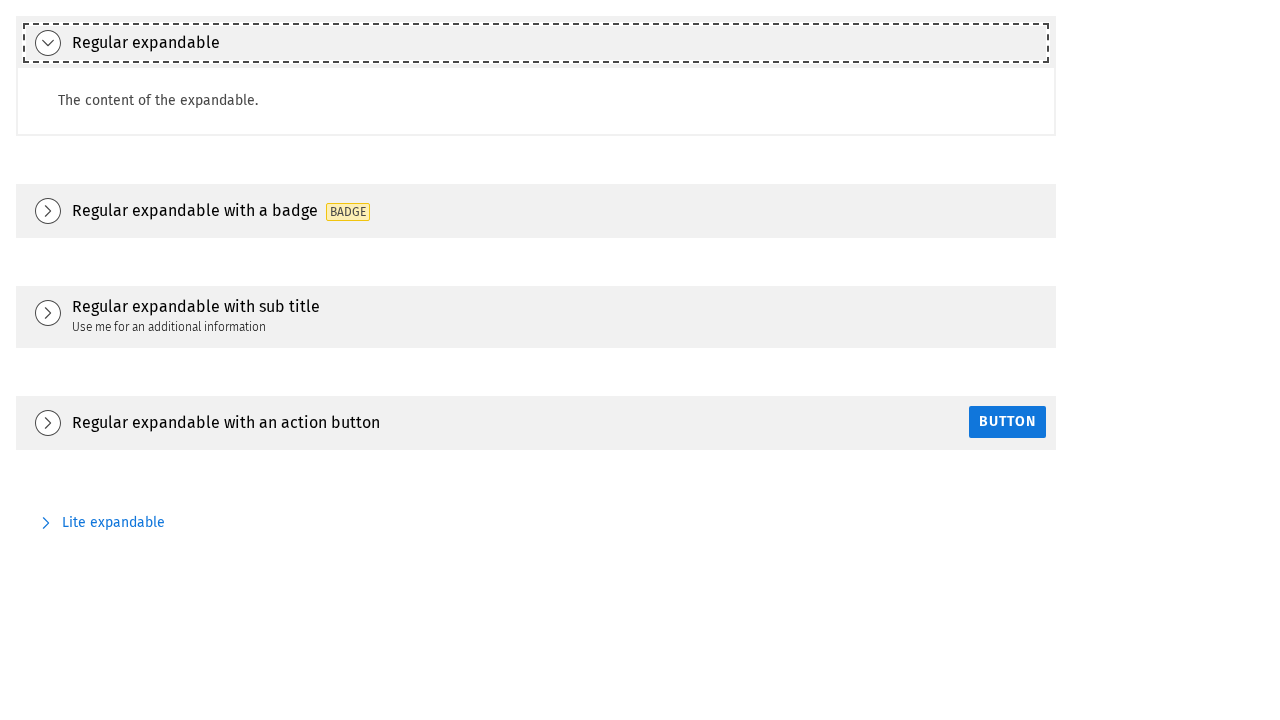 Regular expandable
The content of the expandable.
Regular expandable with a badge BADGE
Regular expandable with sub title
Use me for an additional information
Regular expandable with an action button BUTTON
Lite expandable